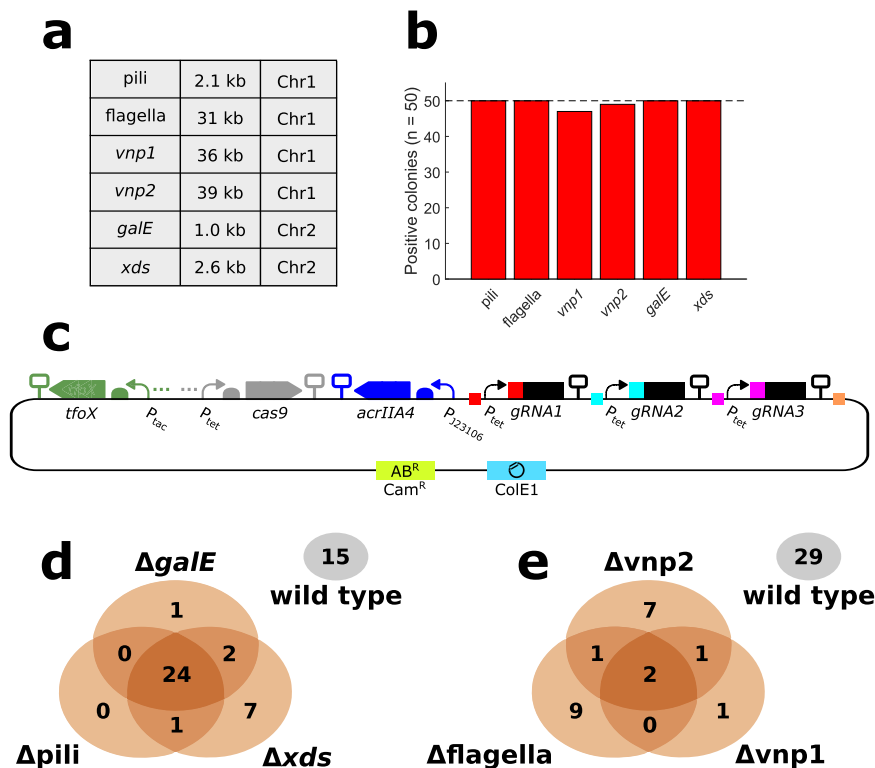 a
pili 2.1 kb Chr1
flagella 31 kb Chr1
vnp1 36 kb Chr1
vnp2 39 kb Chr1
galE 1.0 kb Chr2
xds 2.6 kb Chr2
b
Positive colonies (n = 50)
50
40
30
20
10
0
pili flagella vnp1 vnp2 galE xds
c
tfoX Ptac Ptet cas9 acrIIA4 PJ23106 Ptet gRNA1 Ptet gRNA2 Ptet gRNA3
ABR
CamR
ColE1
d
ΔgalE
15
wild type
1
0 2
24
0 7
1
Δpili Δxds
e
Δvnp2
29
wild type
7
1 1
2
9 1
0
Δflagella Δvnp1